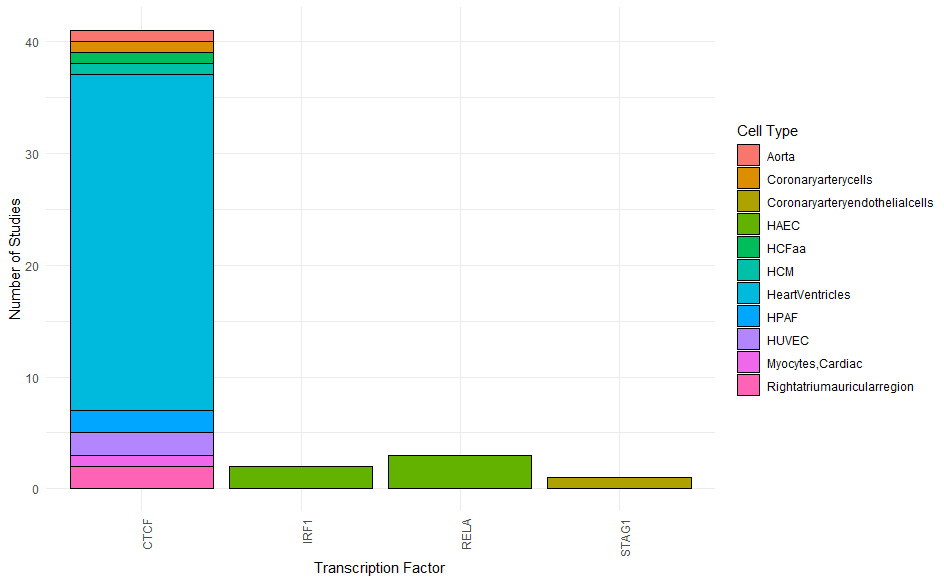 Number of Studies
40
30
20
10
0
CTCF
IRF1
RELA
STAG1
Transcription Factor
Cell Type
Aorta
Coronaryarterycells
Coronaryarteryendothelialcells
HAEC
HCFaa
HCM
HeartVentricles
HPAF
HUVEC
Myocytes,Cardiac
Rightatriumauricularregion